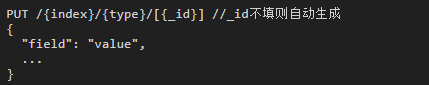 PUT /{index}/{type}/[{_id}] //_id不填则自动生成
{
  "field": "value",
  ...
}